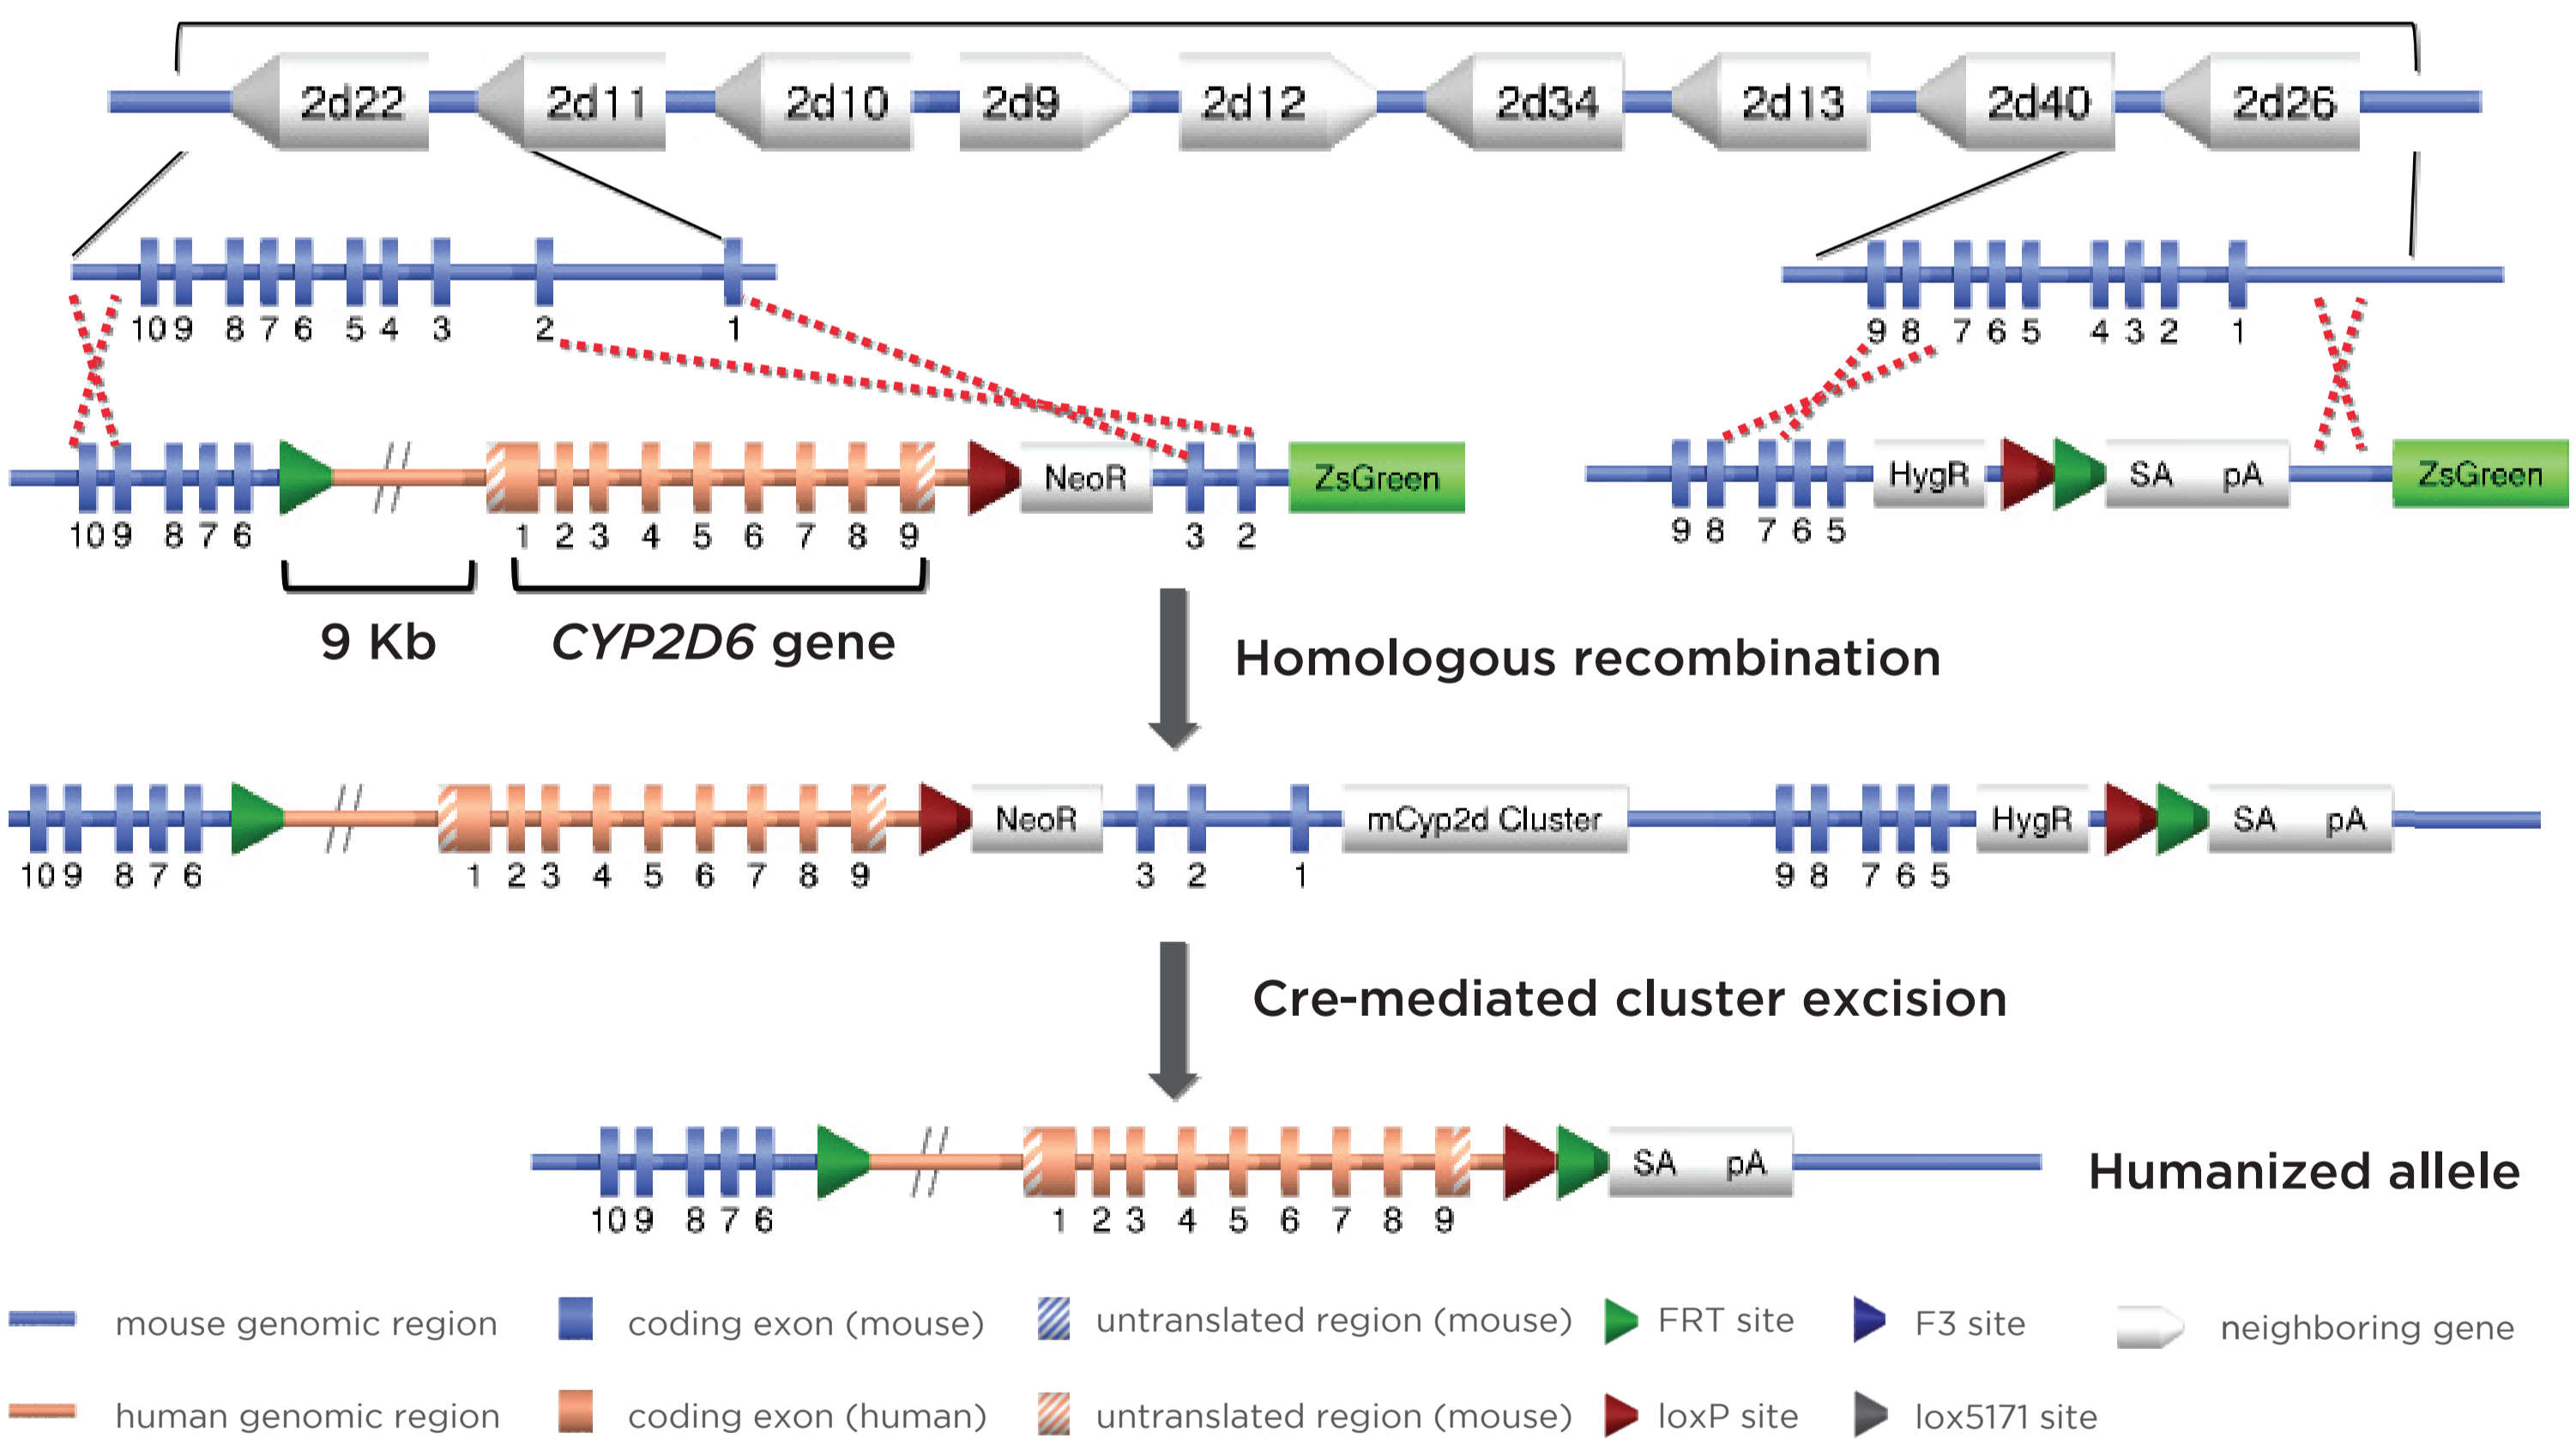 2d22 2d11 2d10 2d9 2d12 2d34 2d13 2d40 2d26
10 9 8 7 6 5 4 3 2 1
9 8 7 6 5 4 3 2 1
NeoR ZsGreen
HygR SA pA ZsGreen
10 9 8 7 6 1 2 3 4 5 6 7 8 9 3 2
9 8 7 6 5
9 Kb
CYP2D6 gene
Homologous recombination
NeoR mCyp2d Cluster HygR SA pA
10 9 8 7 6 1 2 3 4 5 6 7 8 9 3 2 1 9 8 7 6 5
Cre-mediated cluster excision
SA pA
Humanized allele
10 9 8 7 6 1 2 3 4 5 6 7 8 9
mouse genomic region
coding exon (mouse)
untranslated region (mouse)
FRT site
F3 site
neighboring gene
human genomic region
coding exon (human)
untranslated region (mouse)
loxP site
lox5171 site